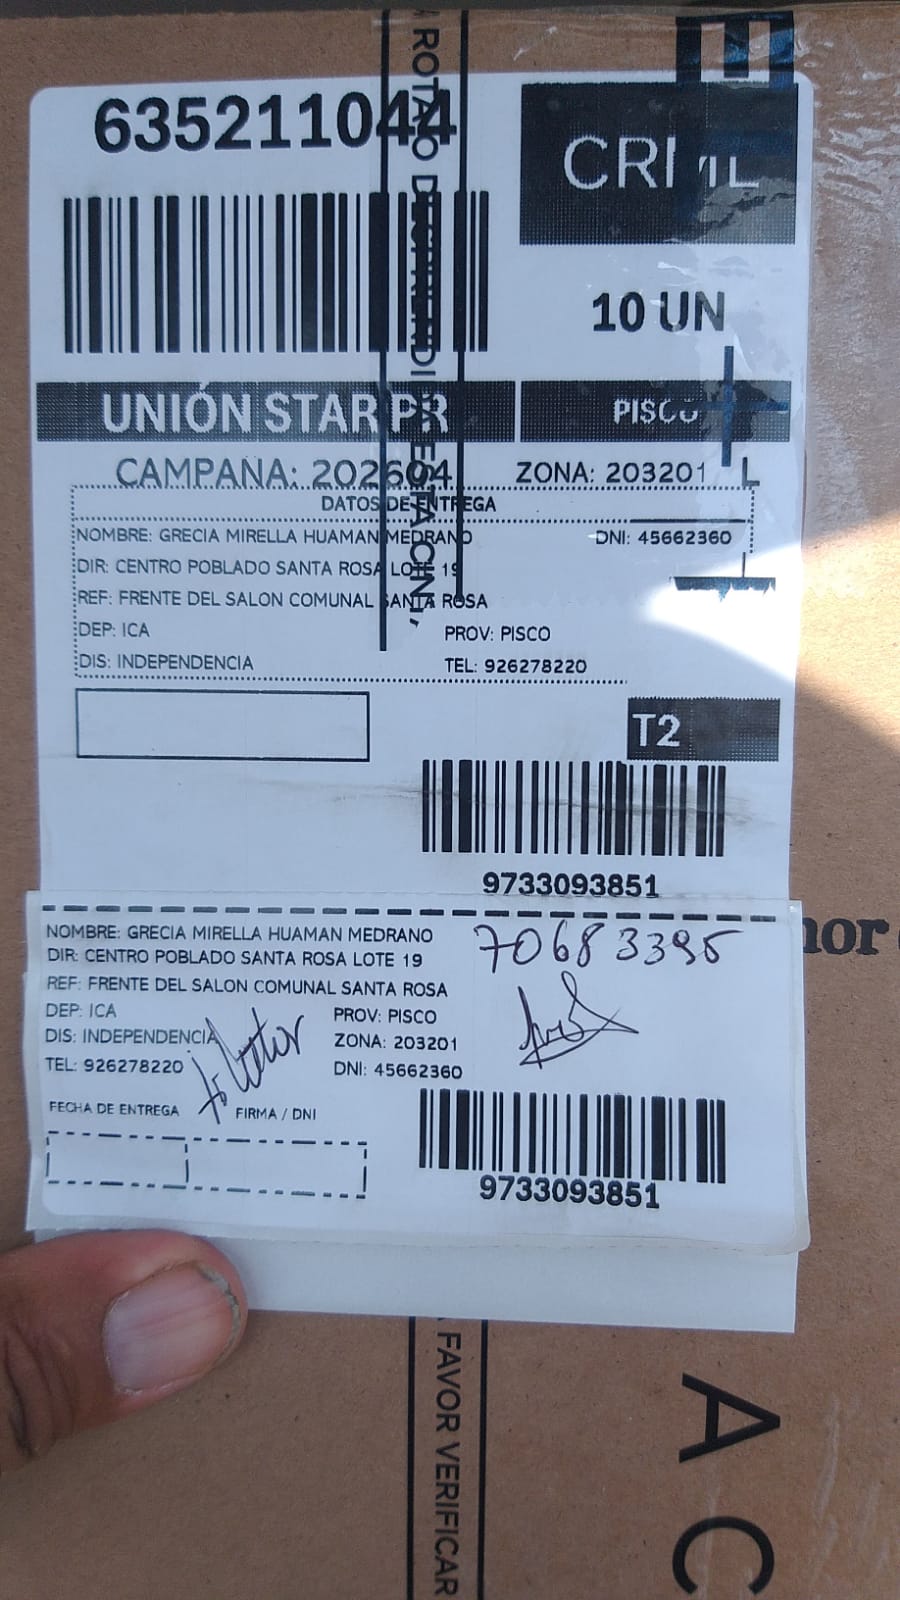 635211044
10 UN
UNIÓN STAR PR
PISCO
CAMPAÑA: 202604
ZONA: 203201
DATOS DE ENTREGA
NOMBRE: GRECIA MIRELLA HUAMAN MEDRANO DNI: 45662360
DIR: CENTRO POBLADO SANTA ROSA LOTE 19
REF: FRENTE DEL SALON COMUNAL SANTA ROSA
DEP: ICA PROV: PISCO
DIS: INDEPENDENCIA TEL: 926278220
T2
9733093851
NOMBRE: GRECIA MIRELLA HUAMAN MEDRANO
70683395
DIR: CENTRO POBLADO SANTA ROSA LOTE 19
REF: FRENTE DEL SALON COMUNAL SANTA ROSA
DEP: ICA PROV: PISCO
DIS: INDEPENDENCIA ZONA: 203201
TEL: 926278220 DNI: 45662360
FECHA DE ENTREGA FIRMA / DNI
9733093851
FAVOR VERIFICAR
A C